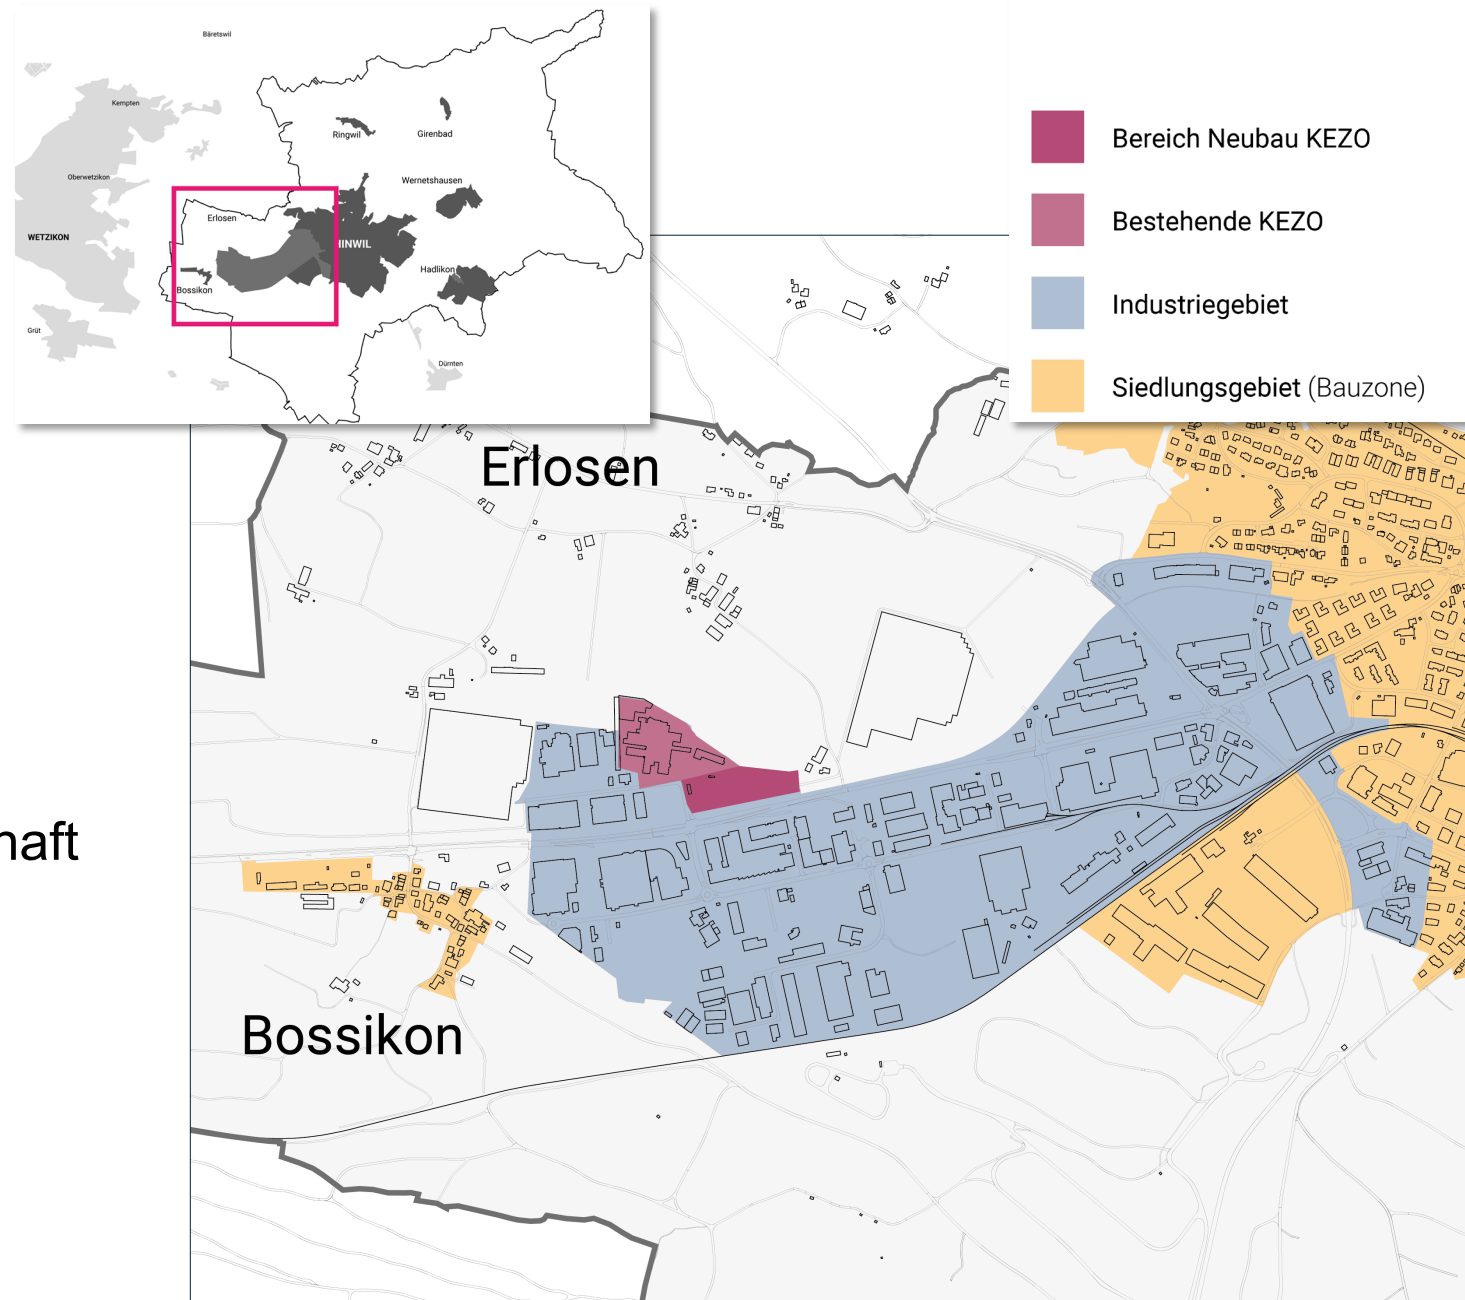 Bäretswil
Kempten
Ringwil
Girenbad
Oberwetzikon
Wernetshausen
Erlosen
WETZIKON
HINWIL
Hadlikon
Bossikon
Grüt
Dürnten
Bereich Neubau KEZO
Bestehende KEZO
Industriegebiet
Siedlungsgebiet (Bauzone)
Erlosen
haft
Bossikon